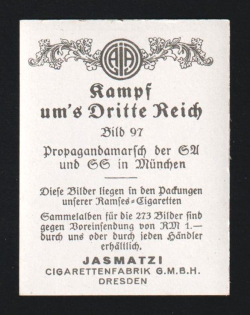 Kampf
um's Dritte Reich
Bild 97
Propagandamarsch der SA
und SS in München
Diese Bilder liegen in den Packungen
unserer Ramses-Cigaretten
Sammelalben für die 273 Bilder sind
gegen Voreinsendung von RM 1.—
durch uns oder durch jeden Händler
erhältlich.
JASMATZI
CIGARETTENFABRIK G.M.B.H.
DRESDEN